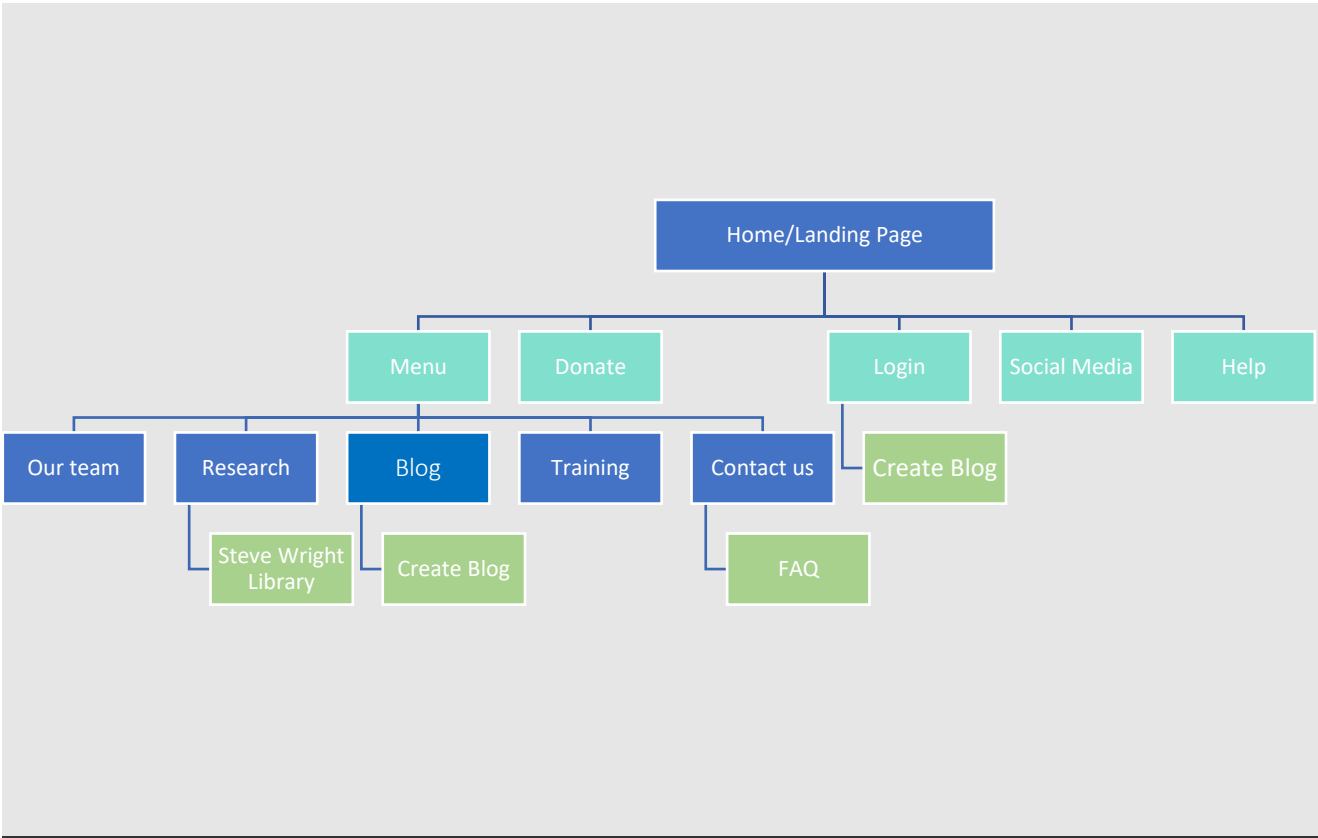 Home/Landing Page
Menu
Donate
Login
Social Media
Help
Our team
Research
Blog
Training
Contact us
Create Blog
Steve Wright
Library
Create Blog
FAQ